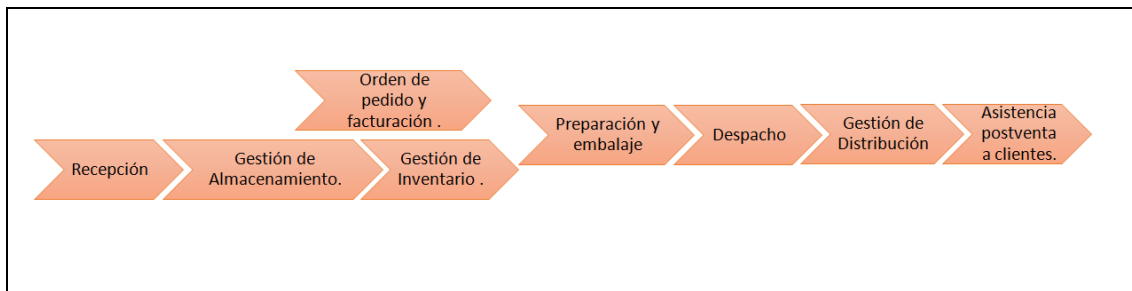 Orden de
pedido y
facturación .
Recepción
Gestión de
Almacenamiento.
Gestión de
Inventario .
Preparación y
embalaje
Despacho
Gestión de
Distribución
Asistencia
postventa
a clientes.